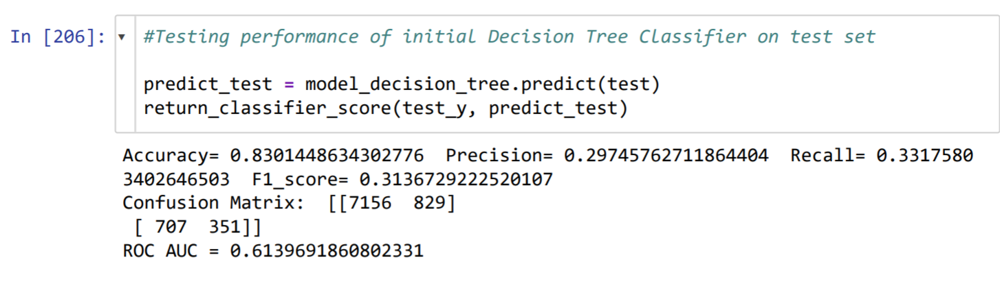 In [206]: ▾ #Testing performance of initial Decision Tree Classifier on test set
predict_test = model_decision_tree.predict(test)
return_classifier_score(test_y, predict_test)
Accuracy= 0.8301448634302776  Precision= 0.29745762711864404  Recall= 0.3317580
3402646503  F1_score= 0.3136729222520107
Confusion Matrix:  [[7156  829]
 [ 707  351]]
ROC AUC = 0.6139691860802331